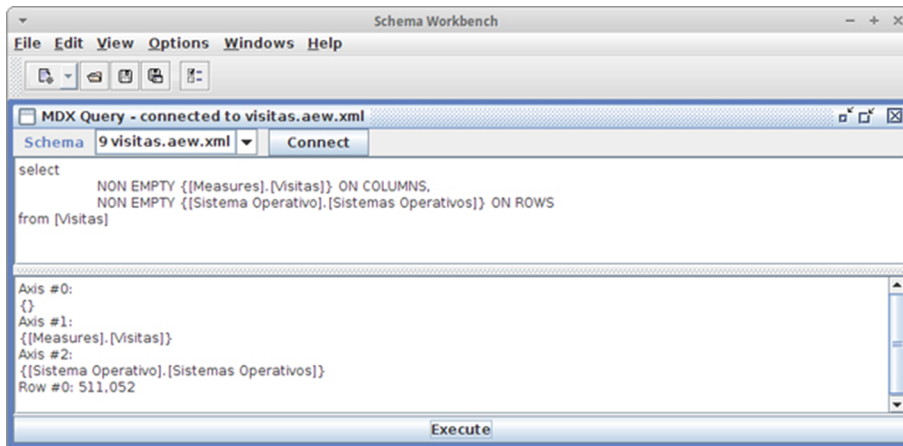 Schema Workbench
File Edit View Options Windows Help
MDX Query - connected to visitas.aew.xml
Schema 9 visitas.aew.xml Connect
select
NON EMPTY {[Measures].[Visitas]} ON COLUMNS,
NON EMPTY {[Sistema Operativo].[Sistemas Operativos]} ON ROWS
from [Visitas]
Axis #0:
{}
Axis #1:
{[Measures].[Visitas]}
Axis #2:
{[Sistema Operativo].[Sistemas Operativos]}
Row #0: 511,052
Execute